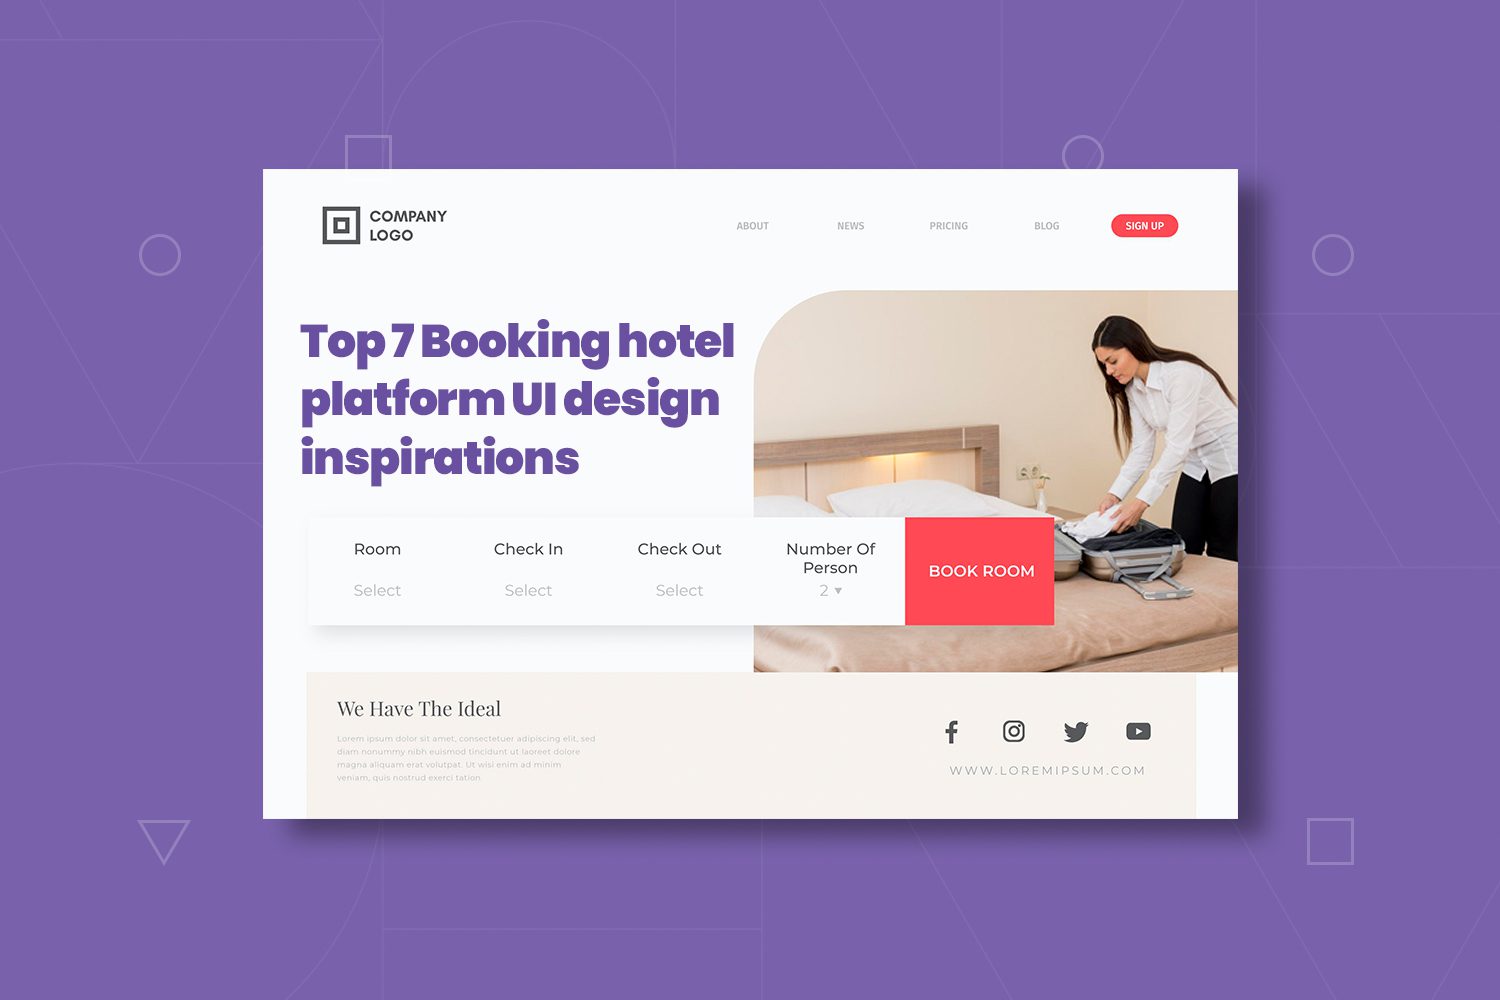 COMPANY
LOGO
ABOUT
NEWS
PRICING
BLOG
SIGN UP
Top 7 Booking hotel
platform UI design
inspirations
Room
Select
Check In
Select
Check Out
Select
Number Of
Person
2
BOOK ROOM
We Have The Ideal
Lorem ipsum dolor sit amet, consectetuer adipiscing elit, sed
diam nonummy nibh euismod tincidunt ut laoreet dolore
magna aliquam erat volutpat. Ut wisi enim ad minim
veniam, quis nostrud exerci tation.
WWW.LOREMIPSUM.COM